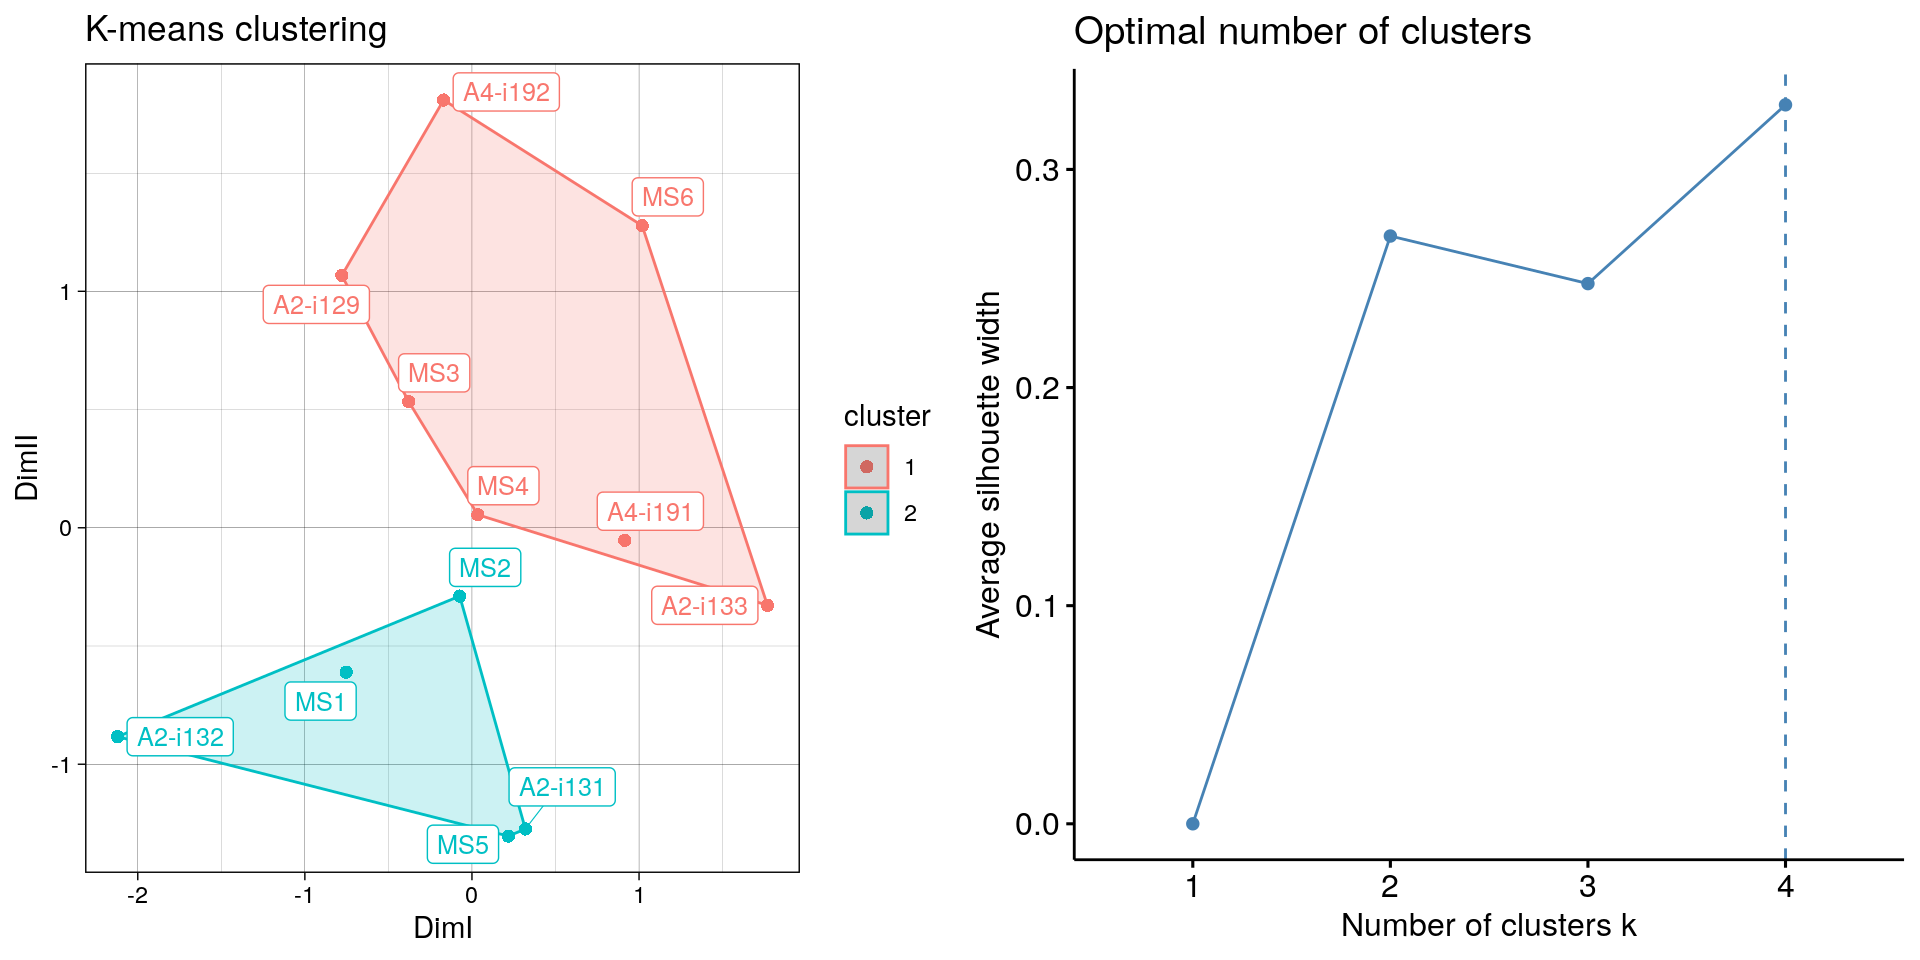 K-means clustering
A4-i192
MS6
A2-i129
MS3
MS4
A4-i191
MS2
A2-i133
MS1
A2-i132
A2-i131
MS5
1
0
-1
-2
-1
0
1
DimI
DimII
cluster
1
2
Optimal number of clusters
0.3
0.2
0.1
0.0
Average silhouette width
1
2
3
4
Number of clusters k